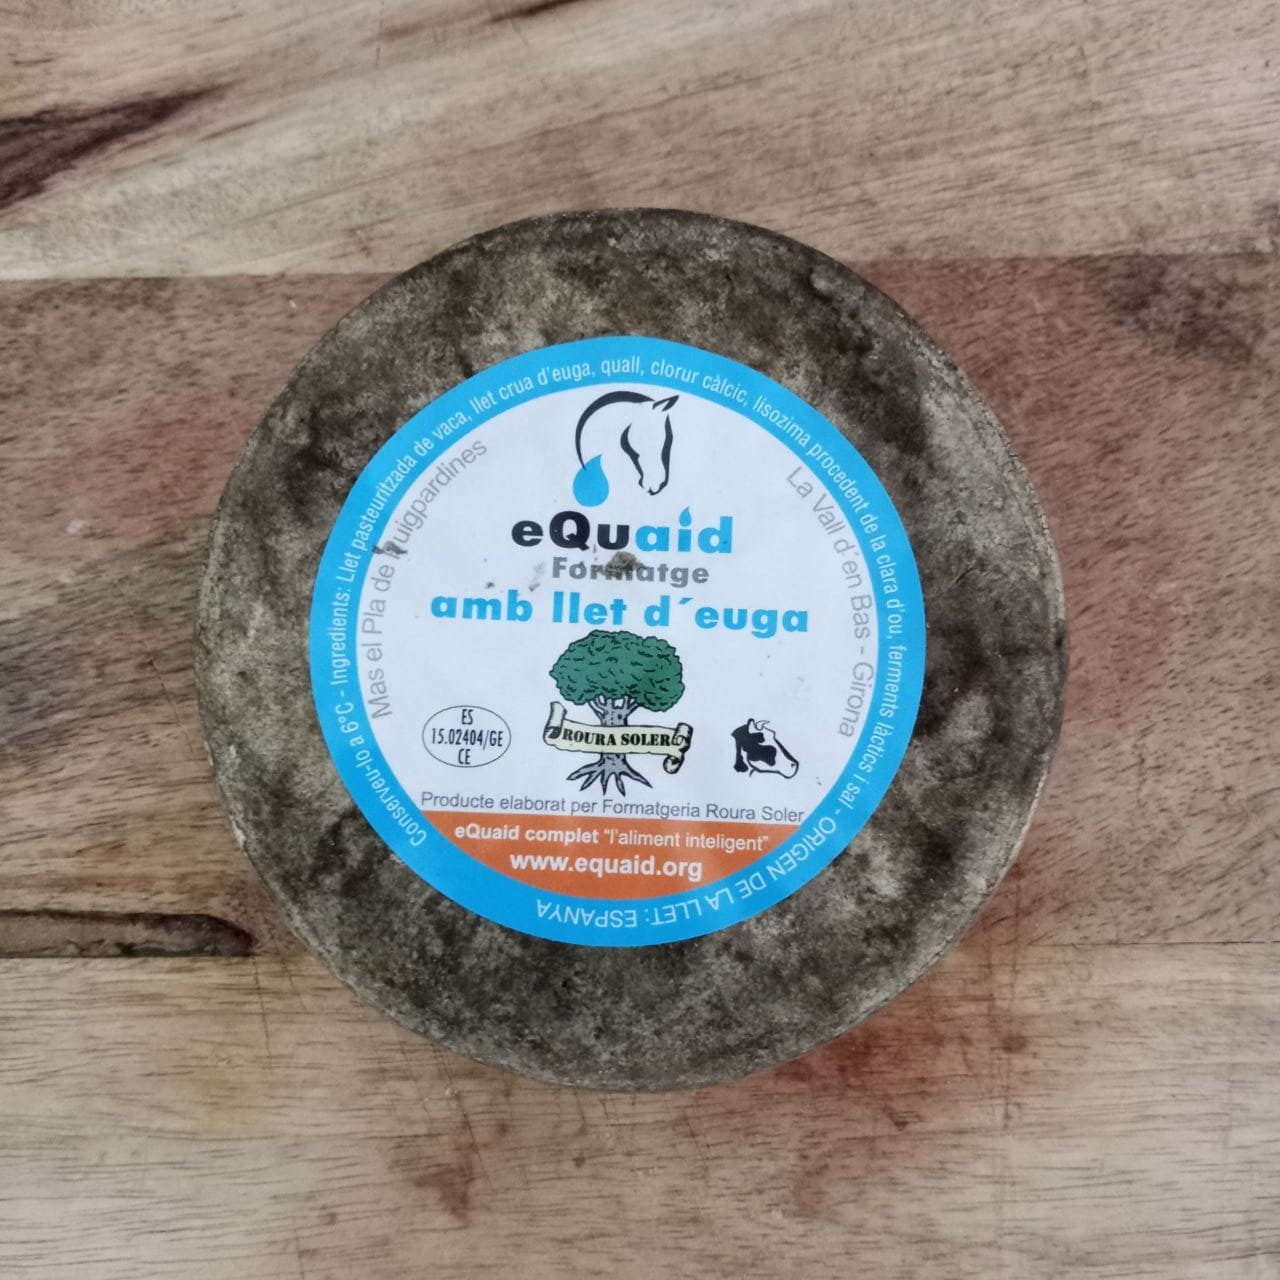 Conserveu-lo a 6ºC - Ingredients: Llet pasteuritzada de vaca, llet crua d'euga, quall, clorur càlcic, lisozima procedent de la clara d'ou, ferments làctics i sal - ORIGEN DE LA LLET: ESPANYA
Mas el Pla de Puigpardines
La Vall d´en Bas - Girona
eQuaid
Formatge
amb llet d´euga
ROURA SOLER
ES
15.02404/GE
CE
Producte elaborat per Formatgeria Roura Soler
eQuaid complet "l'aliment inteligent"
www.equaid.org